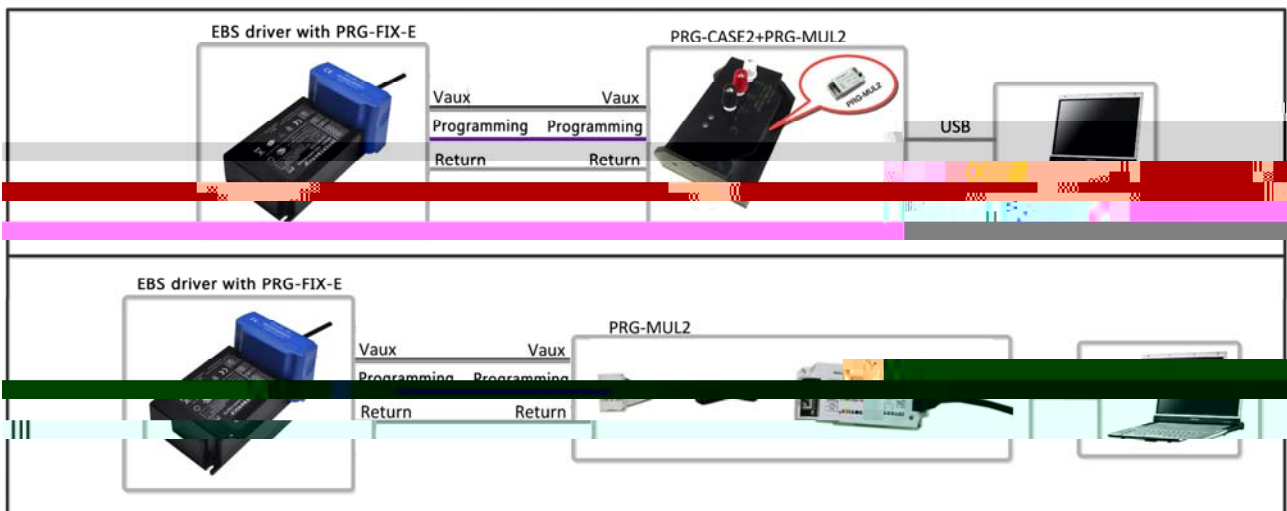 EBS driver with PRG-FIX-E
PRG-CASE2+PRG-MUL2
Vaux Vaux
PRG-MUL2
Programming Programming
USB
Return Return
EBS driver with PRG-FIX-E
PRG-MUL2
Vaux Vaux
Programming Programming
Return Return